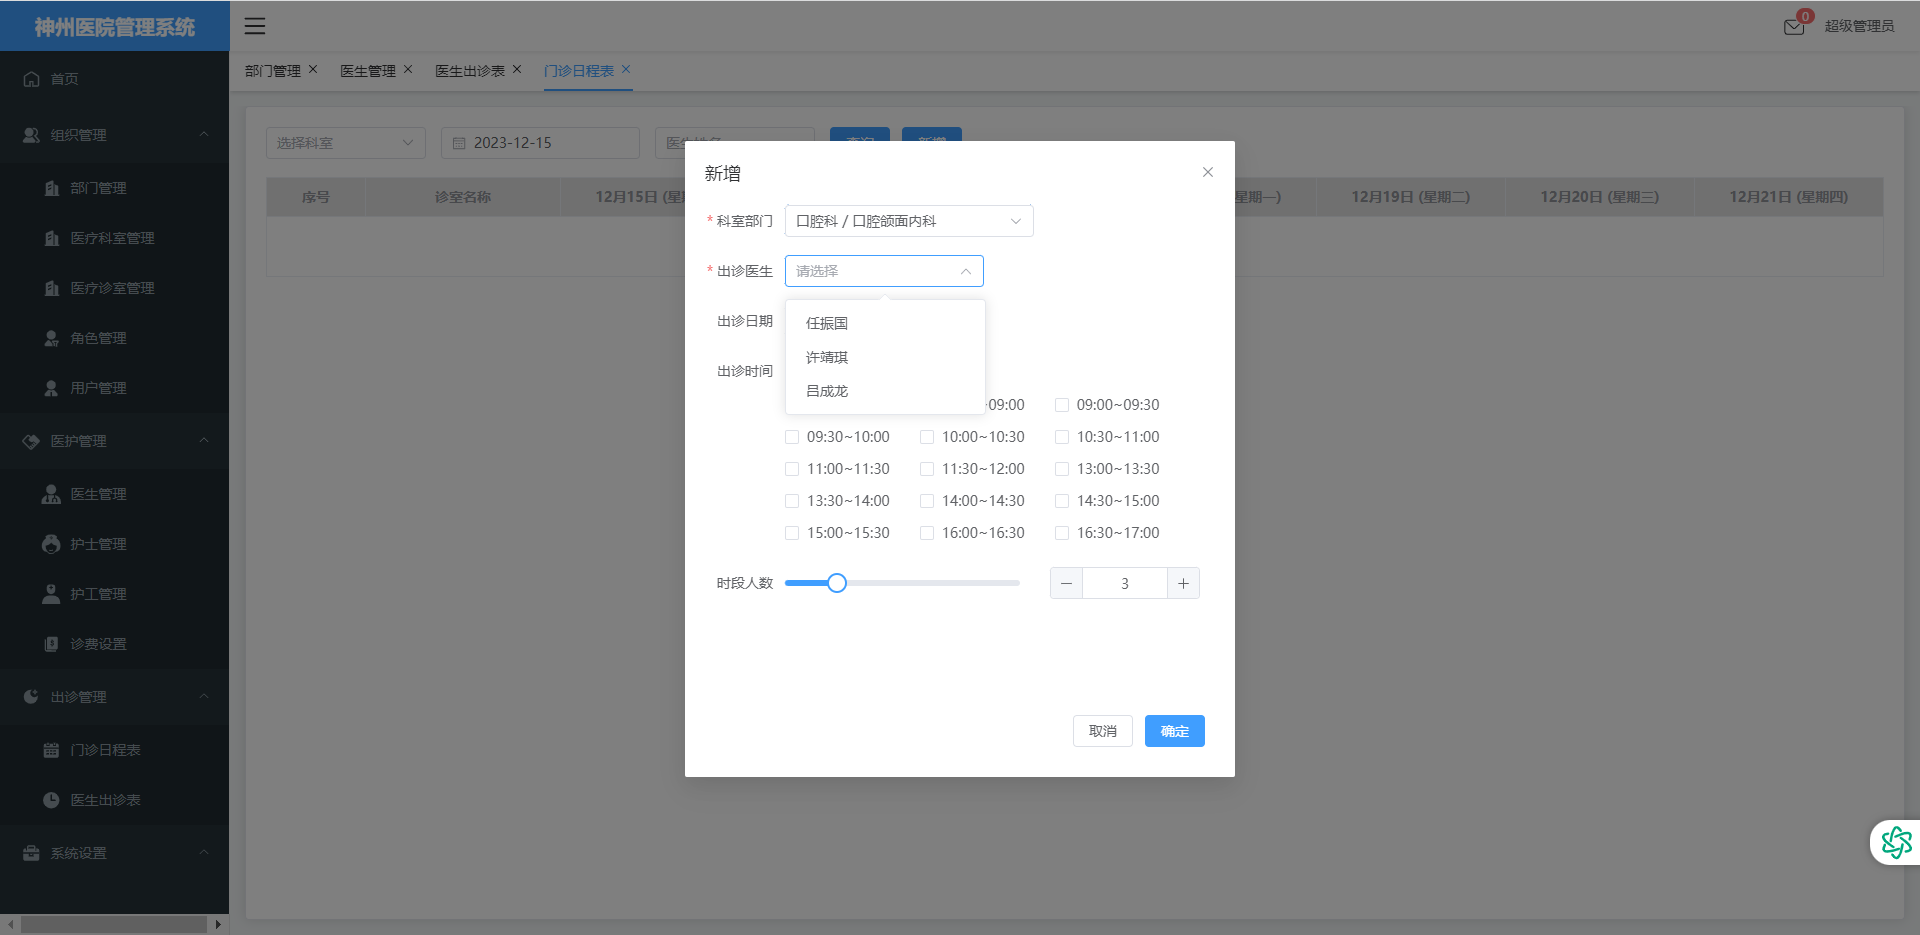 神州医院管理系统
0
超级管理员
部门管理
医生管理
医生出诊表
门诊日程表
首页
组织管理
部门管理
医疗科室管理
医疗诊室管理
角色管理
用户管理
医护管理
医生管理
护士管理
护工管理
诊费设置
出诊管理
门诊日程表
医生出诊表
系统设置
选择科室
2023-12-15
医生姓名
查询
新增
序号
诊室名称
12月15日 (星
星期一)
12月19日 (星期二)
12月20日 (星期三)
12月21日 (星期四)
新增
* 科室部门
口腔科 / 口腔颌面内科
* 出诊医生
请选择
任振国
许靖琪
吕成龙
出诊日期
出诊时间
~09:00
09:00~09:30
09:30~10:00
10:00~10:30
10:30~11:00
11:00~11:30
11:30~12:00
13:00~13:30
13:30~14:00
14:00~14:30
14:30~15:00
15:00~15:30
16:00~16:30
16:30~17:00
时段人数
3
取消
确定